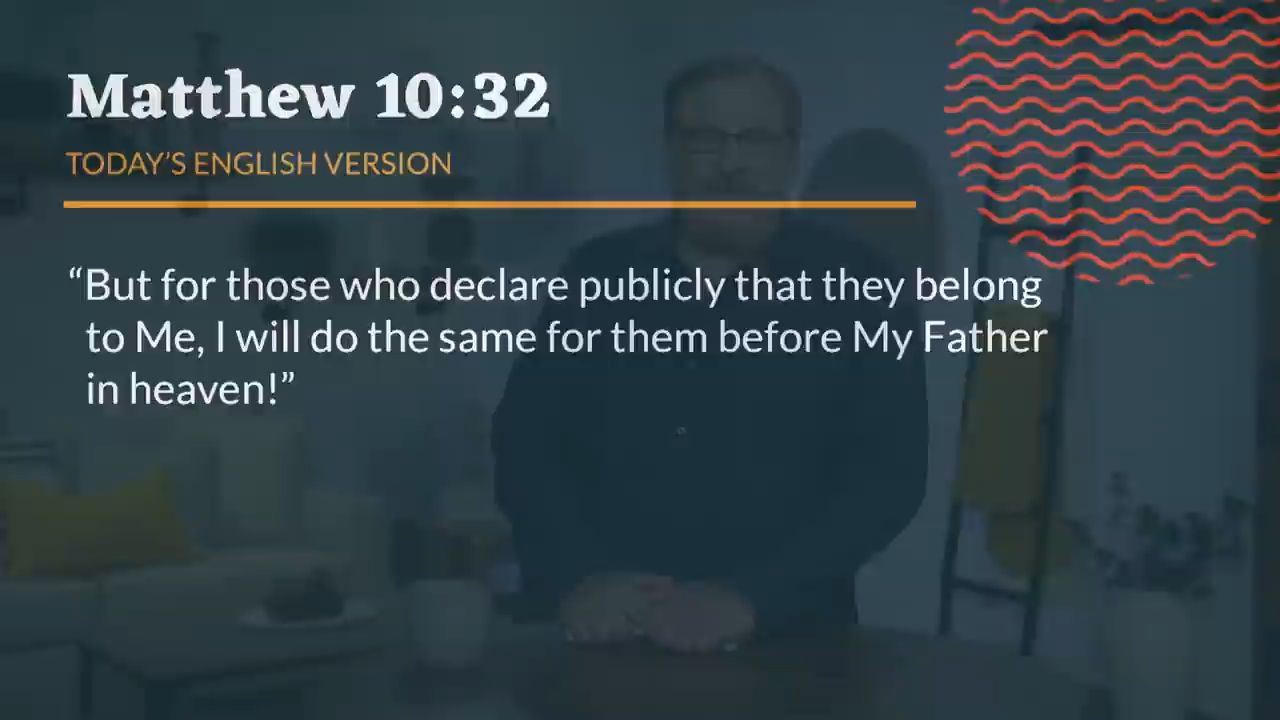 Matthew 10:32
TODAY'S ENGLISH VERSION
“But for those who declare publicly that they belong
to Me, I will do the same for them before My Father
in heaven!”